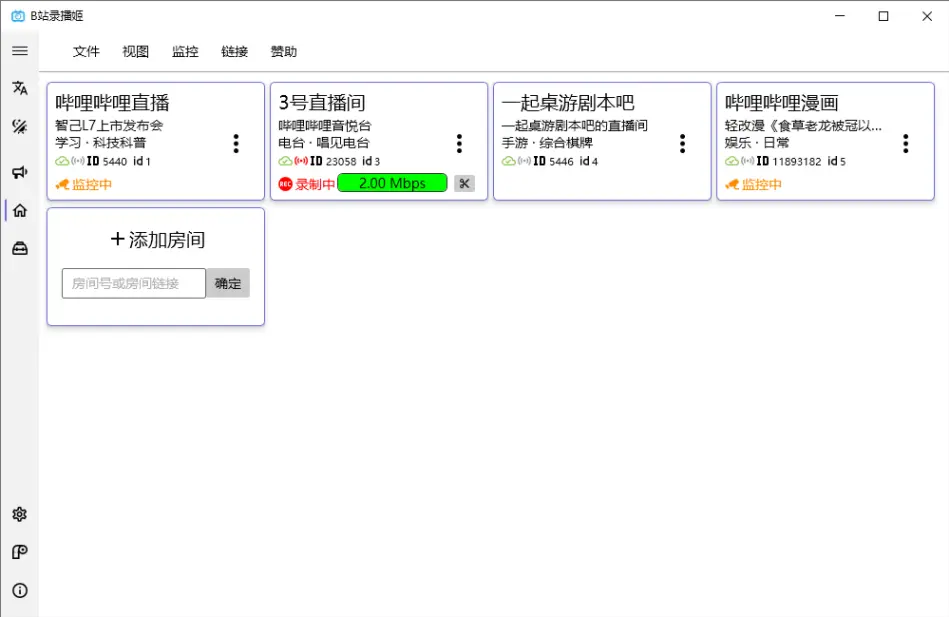 B站录播姬
文件 视图 监控 链接 赞助
哔哩哔哩直播
智己L7上市发布会
学习 · 科技科普
ID 5440 id 1
监控中
3号直播间
哔哩哔哩音悦台
电台 · 唱见电台
ID 23058 id 3
REC 录制中 2.00 Mbps
一起桌游剧本吧
一起桌游剧本吧的直播间
手游 · 综合棋牌
ID 5446 id 4
哔哩哔哩漫画
轻改漫《食草老龙被冠以...
娱乐 · 日常
ID 11893182 id 5
监控中
添加房间
房间号或房间链接 确定